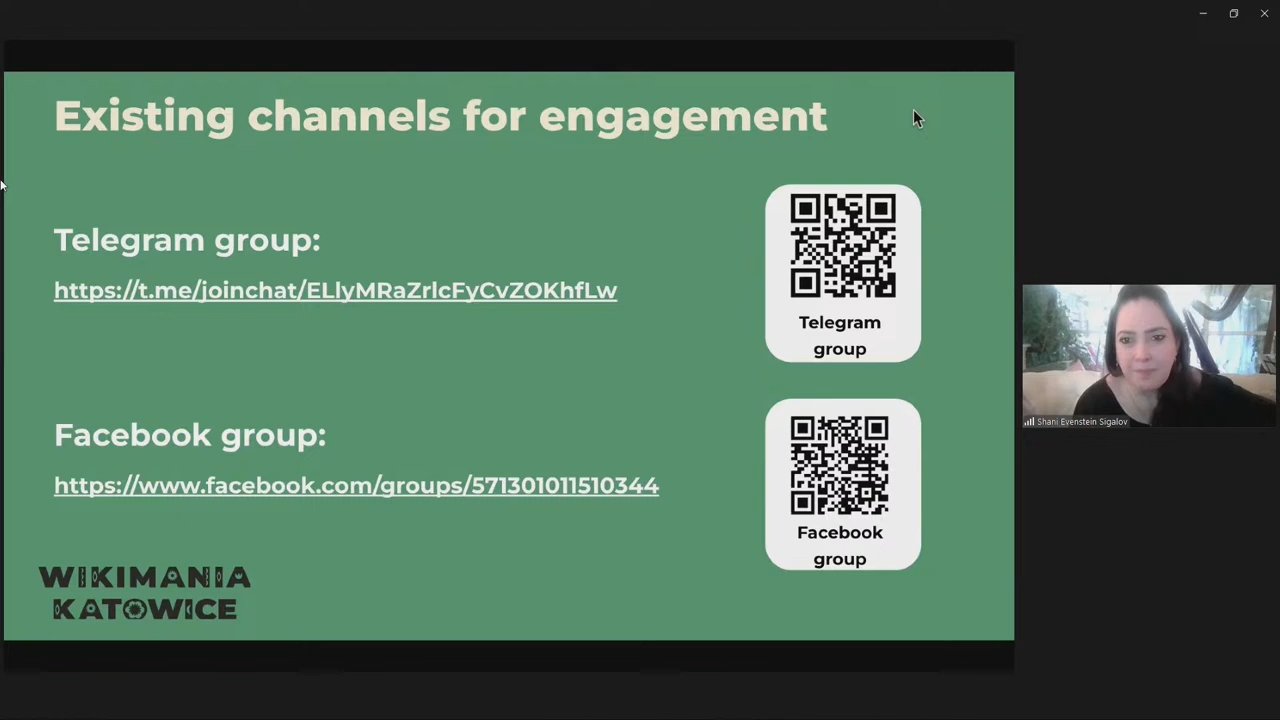 Existing channels for engagement
Telegram group:
https://t.me/joinchat/ELlyMRaZrlcFyCvZOKhfLw
Telegram
group
Facebook group:
https://www.facebook.com/groups/571301011510344
Facebook
group
WIKIMANIA
KATOWICE
Shani Evenstein Sigalov